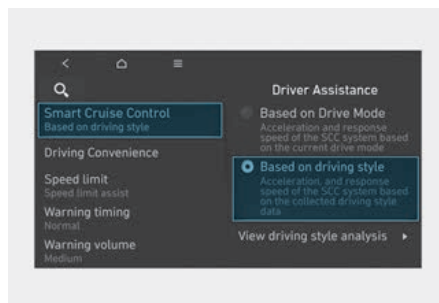 Driver Assistance
Smart Cruise Control
Based on driving style
Driving Convenience
Speed limit
Speed limit assist
Warning timing
Normal
Warning volume
Medium
Based on Drive Mode
Acceleration and response
speed of the SCC system based
on the current drive mode
Based on driving style
Acceleration, and response
speed of the SCC system based
on the collected driving style
data
View driving style analysis